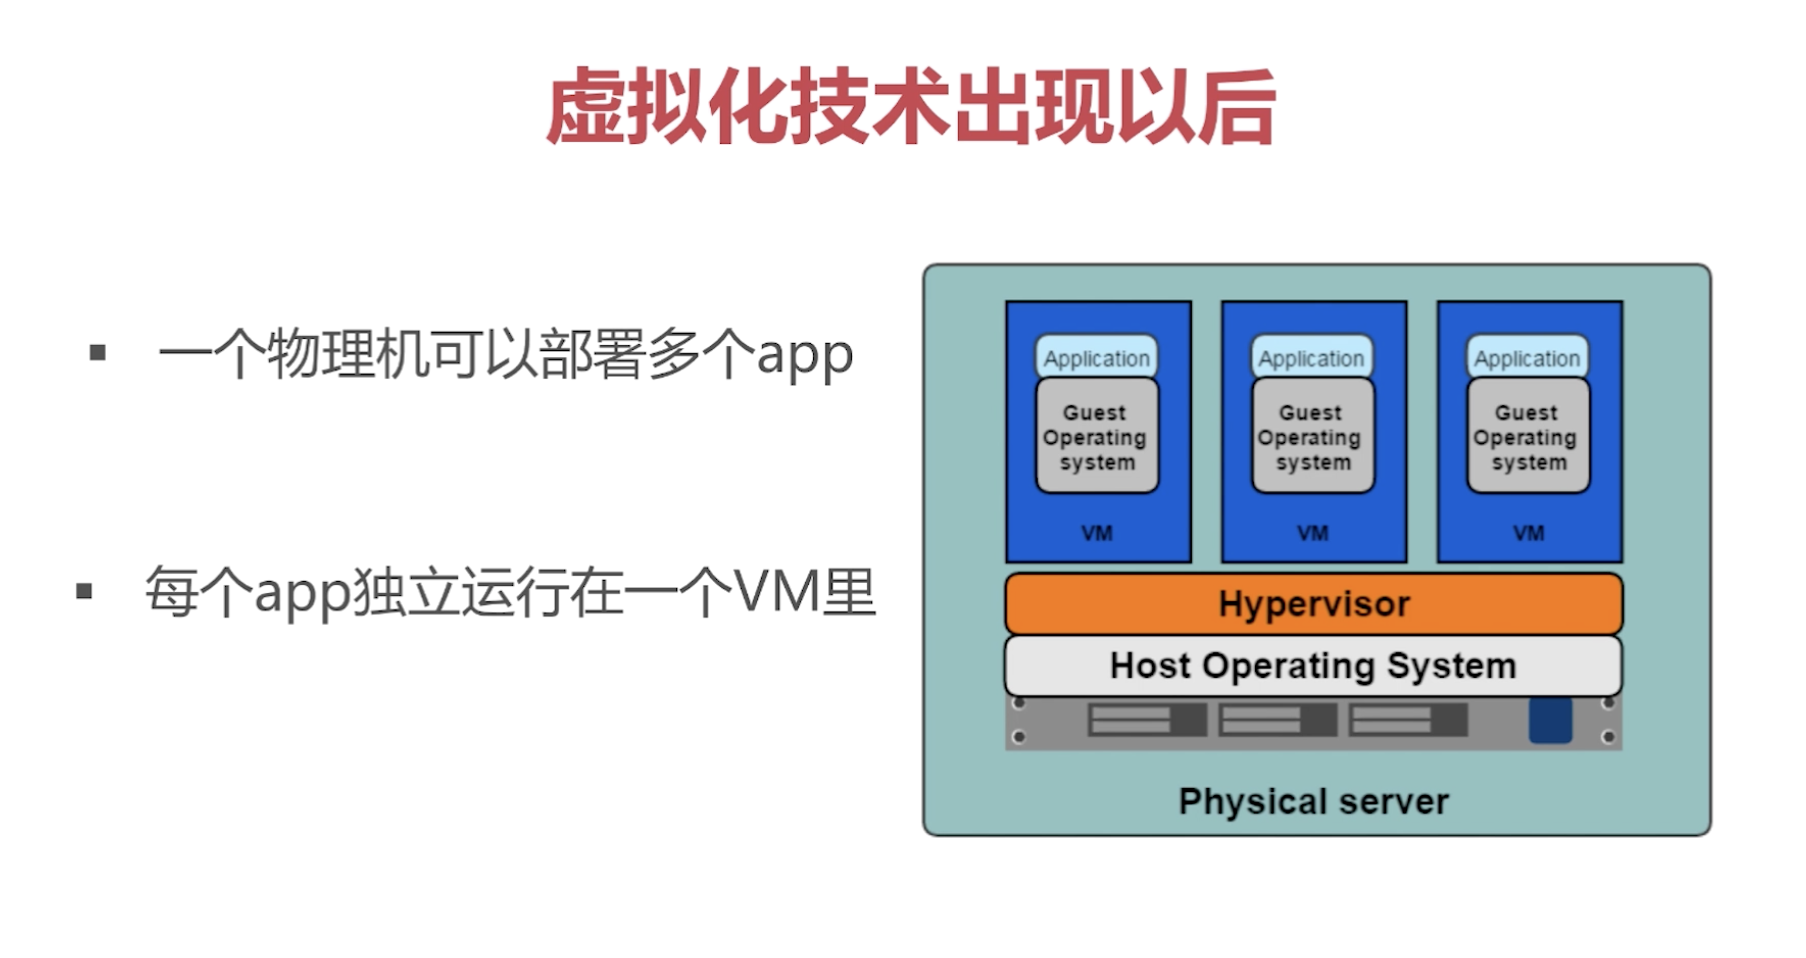 虚拟化技术出现以后
▪ 一个物理机可以部署多个app
▪ 每个app独立运行在一个VM里
Application
Guest
Operating
system
VM
Application
Guest
Operating
system
VM
Application
Guest
Operating
system
VM
Hypervisor
Host Operating System
Physical server